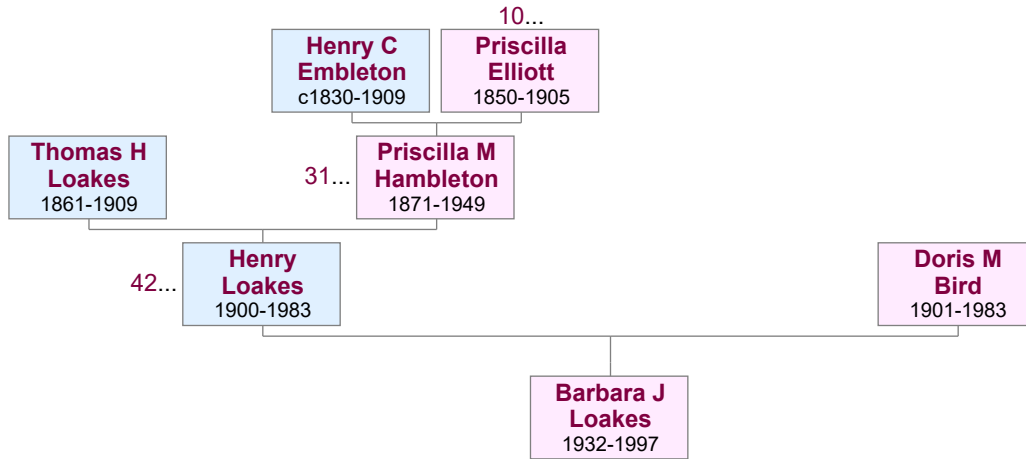 10...
Henry C
Embleton
c1830-1909
Priscilla
Elliott
1850-1905
Thomas H
Loakes
1861-1909
31...
Priscilla M
Hambleton
1871-1949
42...
Henry
Loakes
1900-1983
Doris M
Bird
1901-1983
Barbara J
Loakes
1932-1997